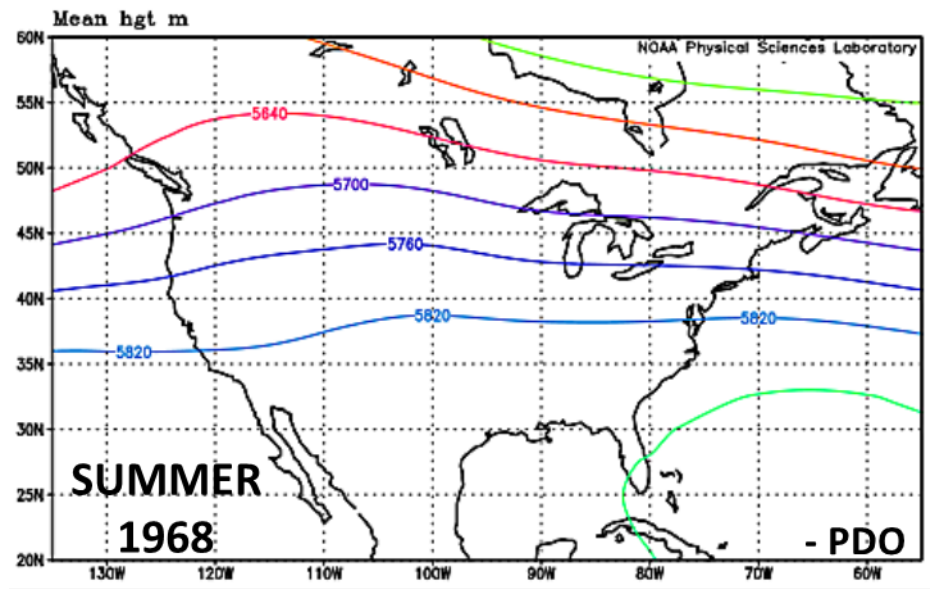 Mean hgt m
60N
NOAA Physical Sciences Laboratory
55N
5640
50N
5700
45N
5760
40N
5820
5820
5820
35N
30N
SUMMER
25N
1968
- PDO
20N
130W 120W 110W 100W 90W 80W 70W 60W